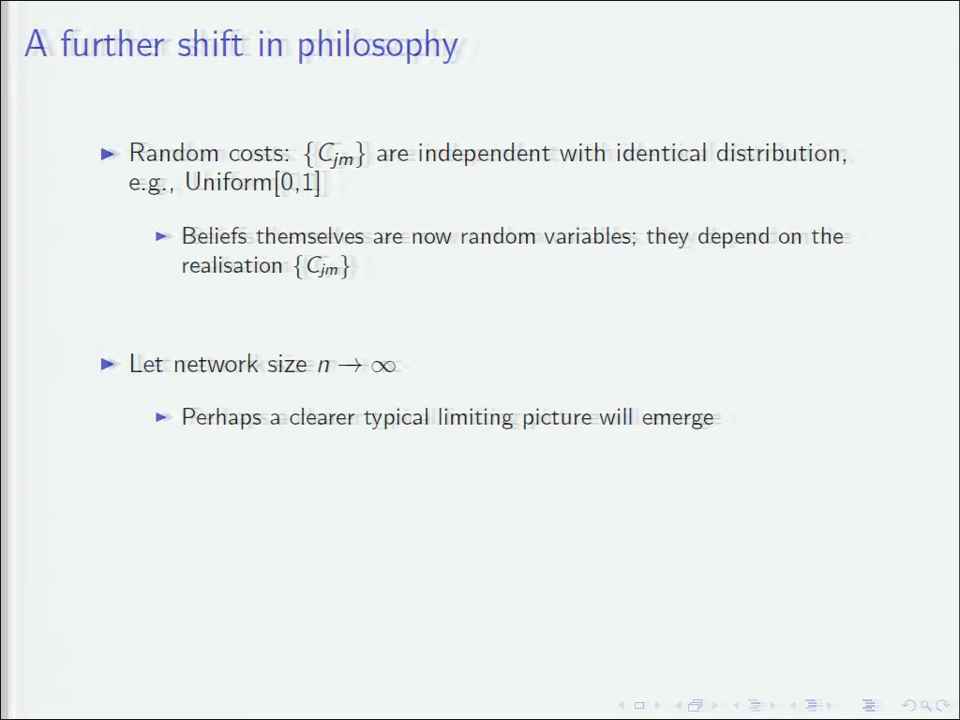 A further shift in philosophy
Random costs: {C_jm} are independent with identical distribution,
e.g., Uniform[0,1]
Beliefs themselves are now random variables; they depend on the
realisation {C_jm}
Let network size n → ∞
Perhaps a clearer typical limiting picture will emerge